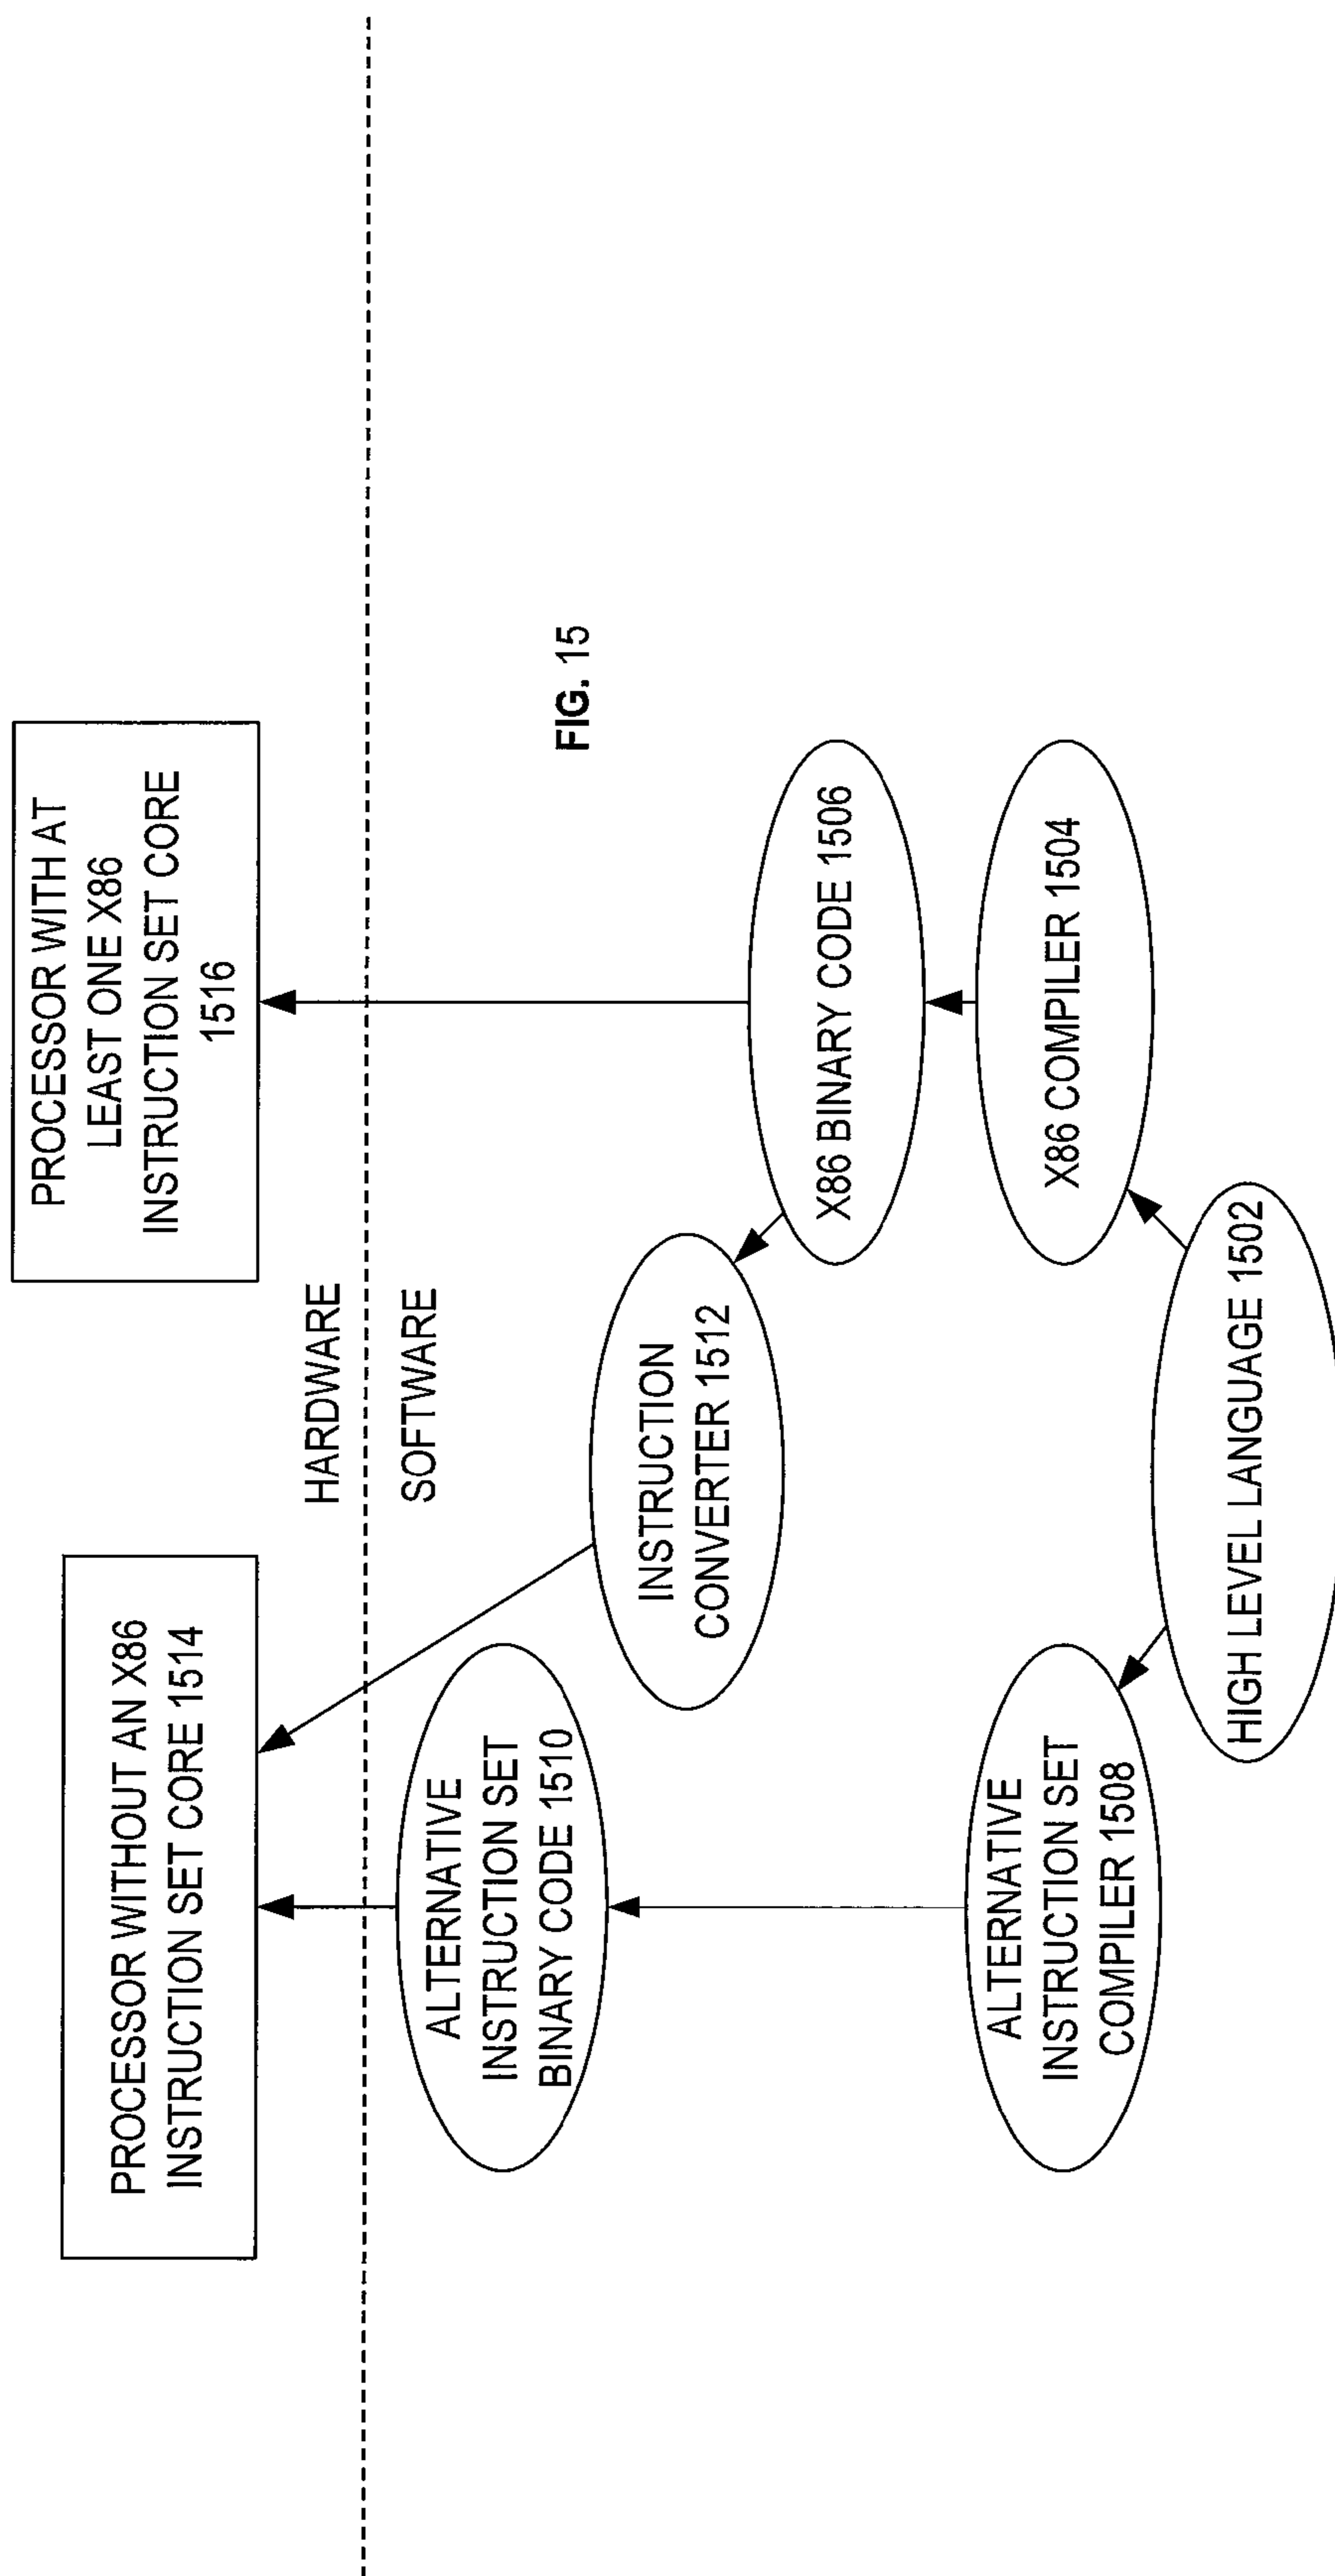 PROCESSOR WITHOUT AN X86
INSTRUCTION SET CORE 1514
PROCESSOR WITH AT
LEAST ONE X86
INSTRUCTION SET CORE
1516
HARDWARE
SOFTWARE
ALTERNATIVE
INSTRUCTION SET
BINARY CODE 1510
INSTRUCTION
CONVERTER 1512
FIG. 15
X86 BINARY CODE 1506
ALTERNATIVE
INSTRUCTION SET
COMPILER 1508
X86 COMPILER 1504
HIGH LEVEL LANGUAGE 1502